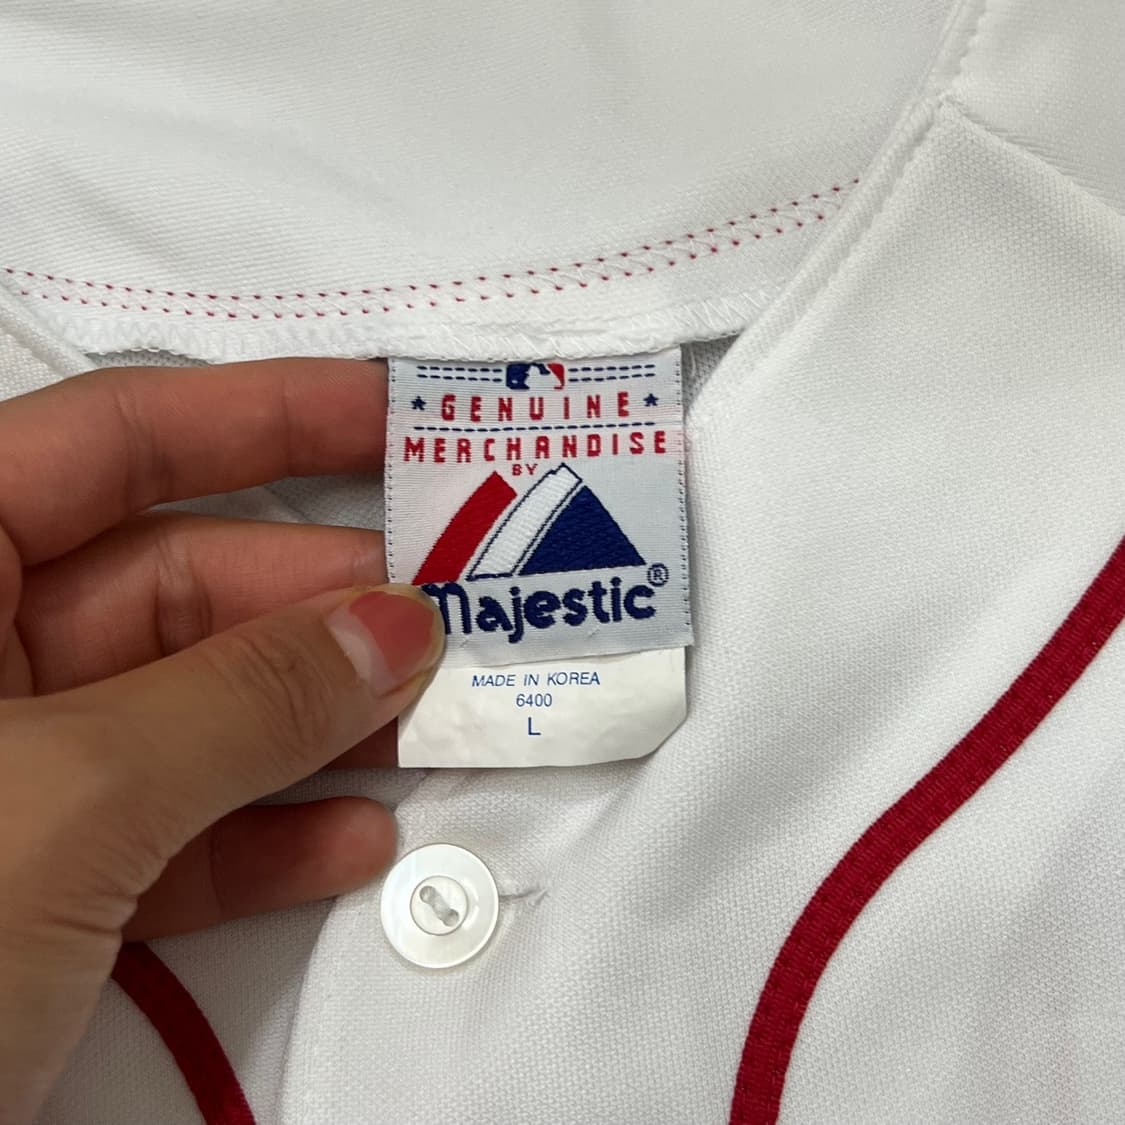 ★ GENUINE ★
MERCHANDISE
BY
Majestic®
MADE IN KOREA
6400
L